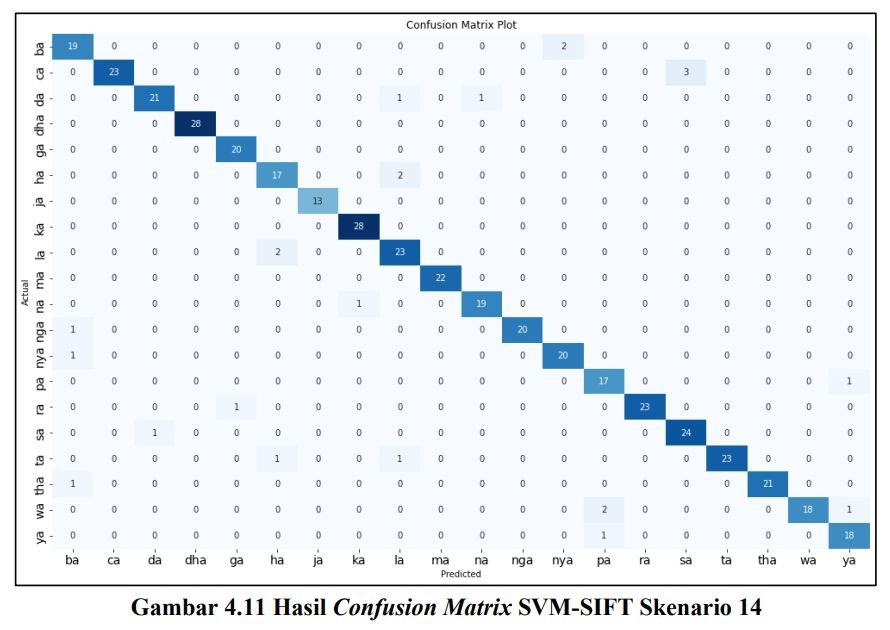 Confusion Matrix Plot
ba 19 0 0 0 0 0 0 0 0 0 0 0 2 0 0 0 0 0 0 0
ca 0 23 0 0 0 0 0 0 0 0 0 0 0 0 0 3 0 0 0 0
da 0 0 21 0 0 0 0 0 1 0 1 0 0 0 0 0 0 0 0 0
dha 0 0 0 28 0 0 0 0 0 0 0 0 0 0 0 0 0 0 0 0
ga 0 0 0 0 20 0 0 0 0 0 0 0 0 0 0 0 0 0 0 0
ha 0 0 0 0 0 17 0 0 2 0 0 0 0 0 0 0 0 0 0 0
ja 0 0 0 0 0 0 13 0 0 0 0 0 0 0 0 0 0 0 0 0
ka 0 0 0 0 0 0 0 28 0 0 0 0 0 0 0 0 0 0 0 0
la 0 0 0 0 0 2 0 0 23 0 0 0 0 0 0 0 0 0 0 0
ma 0 0 0 0 0 0 0 0 0 22 0 0 0 0 0 0 0 0 0 0
Actual
na 0 0 0 0 0 0 0 1 0 0 19 0 0 0 0 0 0 0 0 0
nga 1 0 0 0 0 0 0 0 0 0 0 20 0 0 0 0 0 0 0 0
nya 1 0 0 0 0 0 0 0 0 0 0 0 20 0 0 0 0 0 0 0
pa 0 0 0 0 0 0 0 0 0 0 0 0 0 17 0 0 0 0 0 1
ra 0 0 0 0 1 0 0 0 0 0 0 0 0 0 23 0 0 0 0 0
sa 0 0 1 0 0 0 0 0 0 0 0 0 0 0 0 24 0 0 0 0
ta 0 0 0 0 0 1 0 0 1 0 0 0 0 0 0 0 23 0 0 0
tha 1 0 0 0 0 0 0 0 0 0 0 0 0 0 0 0 0 21 0 0
wa 0 0 0 0 0 0 0 0 0 0 0 0 0 2 0 0 0 0 18 1
ya 0 0 0 0 0 0 0 0 0 0 0 0 0 1 0 0 0 0 0 18
ba ca da dha ga ha ja ka la ma na nga nya pa ra sa ta tha wa ya
Predicted
Gambar 4.11 Hasil Confusion Matrix SVM-SIFT Skenario 14